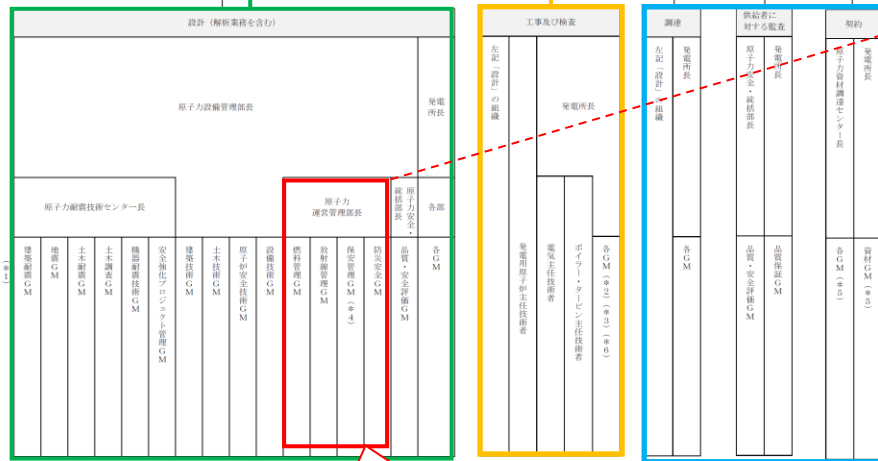 設計（解析業務を含む）
原子力設備管理部長
発電
所長
原子力耐震技術センター長
原子力
運営管理部長
原子力安全・
統括部長
各部
(＊1)
建築耐震GM
地震GM
土木耐震GM
土木調査GM
機器耐震技術GM
安全強化プロジェクト管理GM
建築技術GM
土木技術GM
原子炉安全技術GM
設備技術GM
燃料管理GM
放射線管理GM
保安管理GM（＊4）
防災安全GM
品質・安全評価GM
各GM
工事及び検査
左記「設計」の組織
発電所長
発電用原子炉主任技術者
電気主任技術者
ボイラー・タービン主任技術者
各GM（＊2）（＊3）（＊6）
調達
左記「設計」の組織
発電所長
各GM
供給者に
対する監査
原子力安全・統括部長
発電所長
品質・安全評価GM
品質保証GM
契約
原子力資材調達センター長
発電所長
各GM（＊5）
資材GM（＊5）